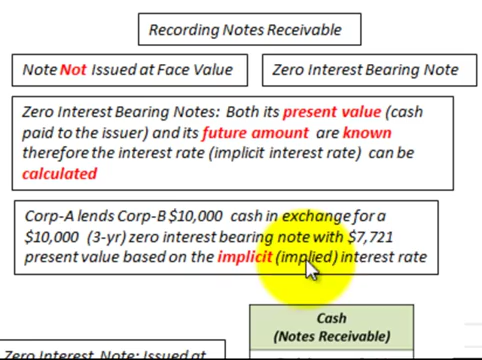 Recording Notes Receivable
Note Not Issued at Face Value
Zero Interest Bearing Note
Zero Interest Bearing Notes: Both its present value (cash
paid to the issuer) and its future amount are known
therefore the interest rate (implicit interest rate) can be
calculated
Corp-A lends Corp-B $10,000 cash in exchange for a
$10,000 (3-yr) zero interest bearing note with $7,721
present value based on the implicit (implied) interest rate
Cash
(Notes Receivable)
Zero Interest Note: Issued at